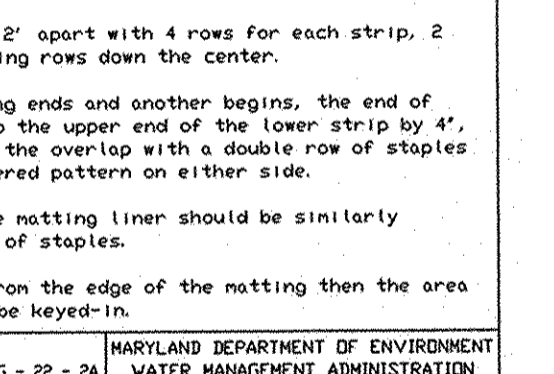 2' apart with 4 rows for each strip, 2
ing rows down the center.
ng ends and another begins, the end of
the upper end of the lower strip by 4",
the overlap with a double row of staples
ered pattern on either side.
matting liner should be similarly
of staples.
rom the edge of the matting then the area
be keyed-in.
MARYLAND DEPARTMENT OF ENVIRONMENT
- 22 - 2A WATER MANAGEMENT ADMINISTRATION